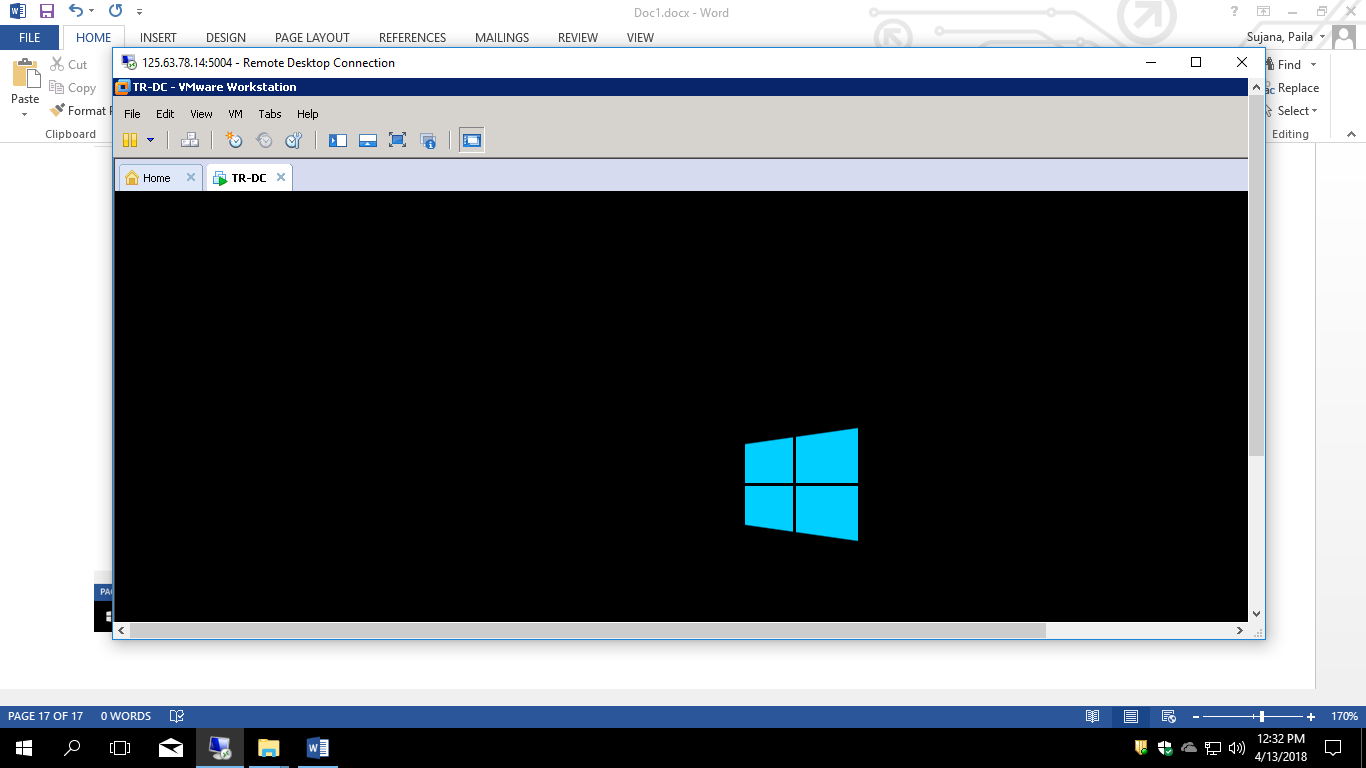 Doc1.docx - Word
?
FILE HOME INSERT DESIGN PAGE LAYOUT REFERENCES MAILINGS REVIEW VIEW Sujana, Paila
Paste
Cut
Copy
Format
Clipboard
Find
Replace
Select
Editing
125.63.78.14:5004 - Remote Desktop Connection
TR-DC - VMware Workstation
File Edit View VM Tabs Help
Home TR-DC
PAGE 17 OF 17 0 WORDS 170%
12:32 PM
4/13/2018